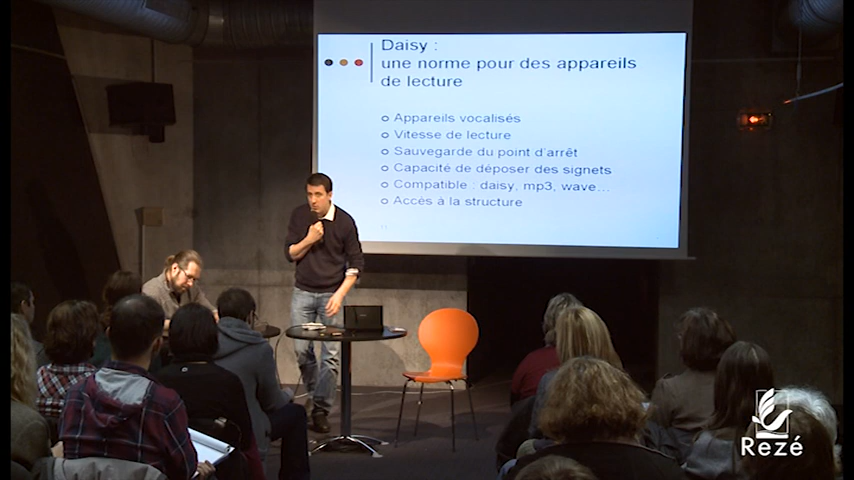 Daisy :
une norme pour des appareils
de lecture
Appareils vocalisés
Vitesse de lecture
Sauvegarde du point d'arrêt
Capacité de déposer des signets
Compatible : daisy, mp3, wave...
Accès à la structure
Rezé